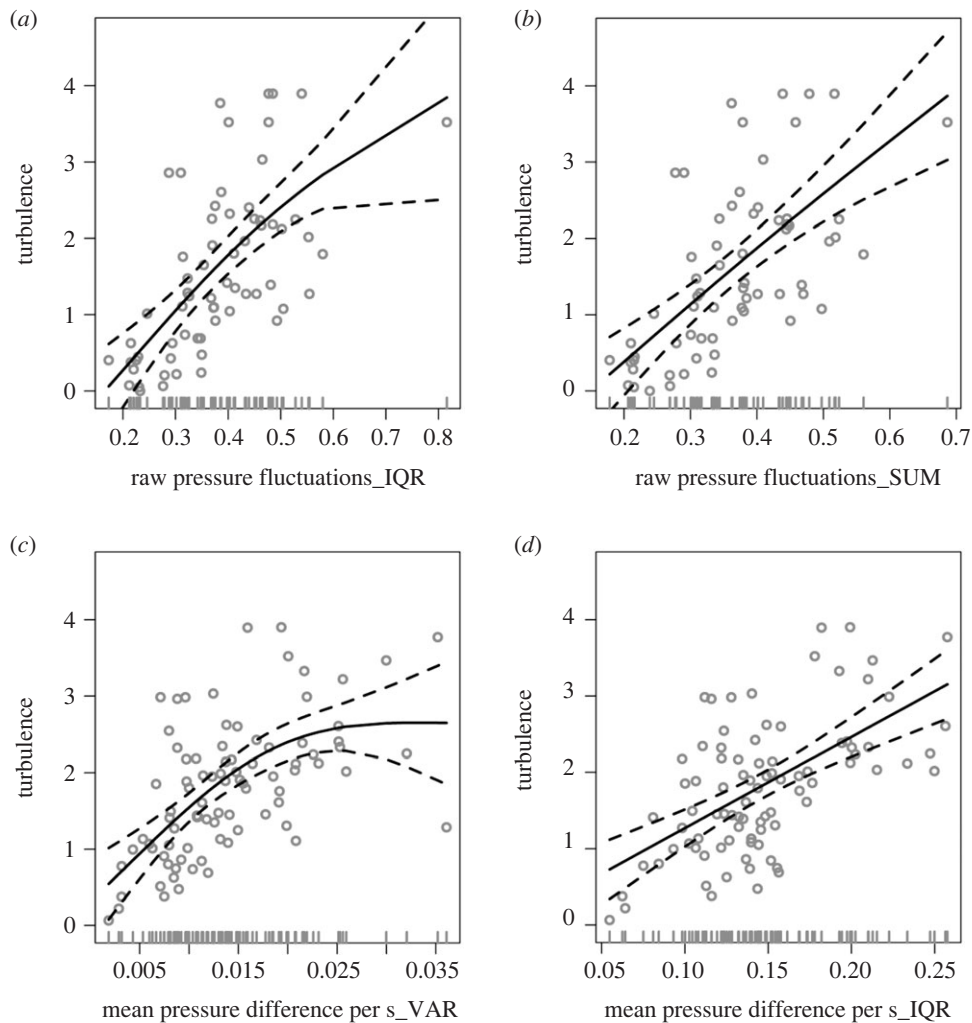 (a)
turbulence
4
3
2
1
0
0.2 0.3 0.4 0.5 0.6 0.7 0.8
raw pressure fluctuations_IQR
(b)
turbulence
4
3
2
1
0
0.2 0.3 0.4 0.5 0.6 0.7
raw pressure fluctuations_SUM
(c)
turbulence
4
3
2
1
0
0.005 0.015 0.025 0.035
mean pressure difference per s_VAR
(d)
turbulence
4
3
2
1
0
0.05 0.10 0.15 0.20 0.25
mean pressure difference per s_IQR